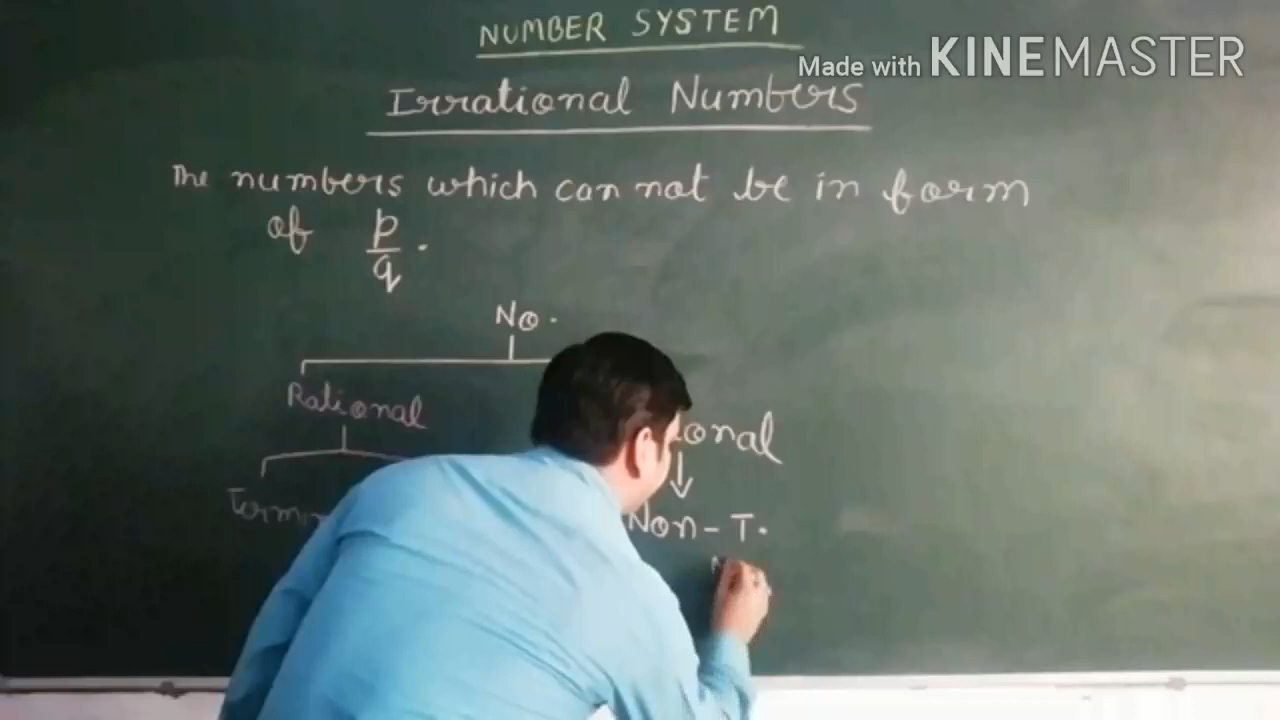 NUMBER SYSTEM
Made with KINEMASTER
Irrational Numbers
The numbers which can not be in form
of p/q.
No.
Rational
onal
Termin
Non-T.